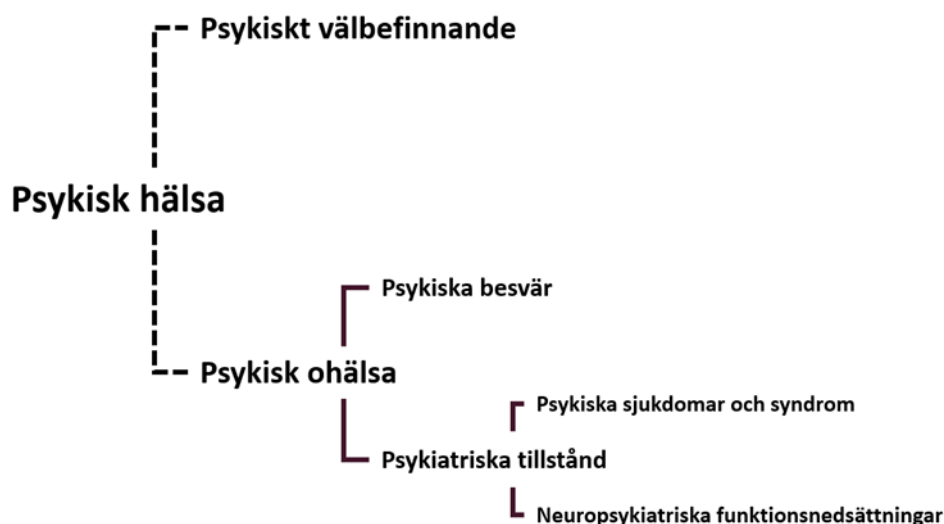 Psykiskt välbefinnande
Psykisk hälsa
Psykiska besvär
Psykisk ohälsa
Psykiska sjukdomar och syndrom
Psykiatriska tillstånd
Neuropsykiatriska funktionsnedsättningar